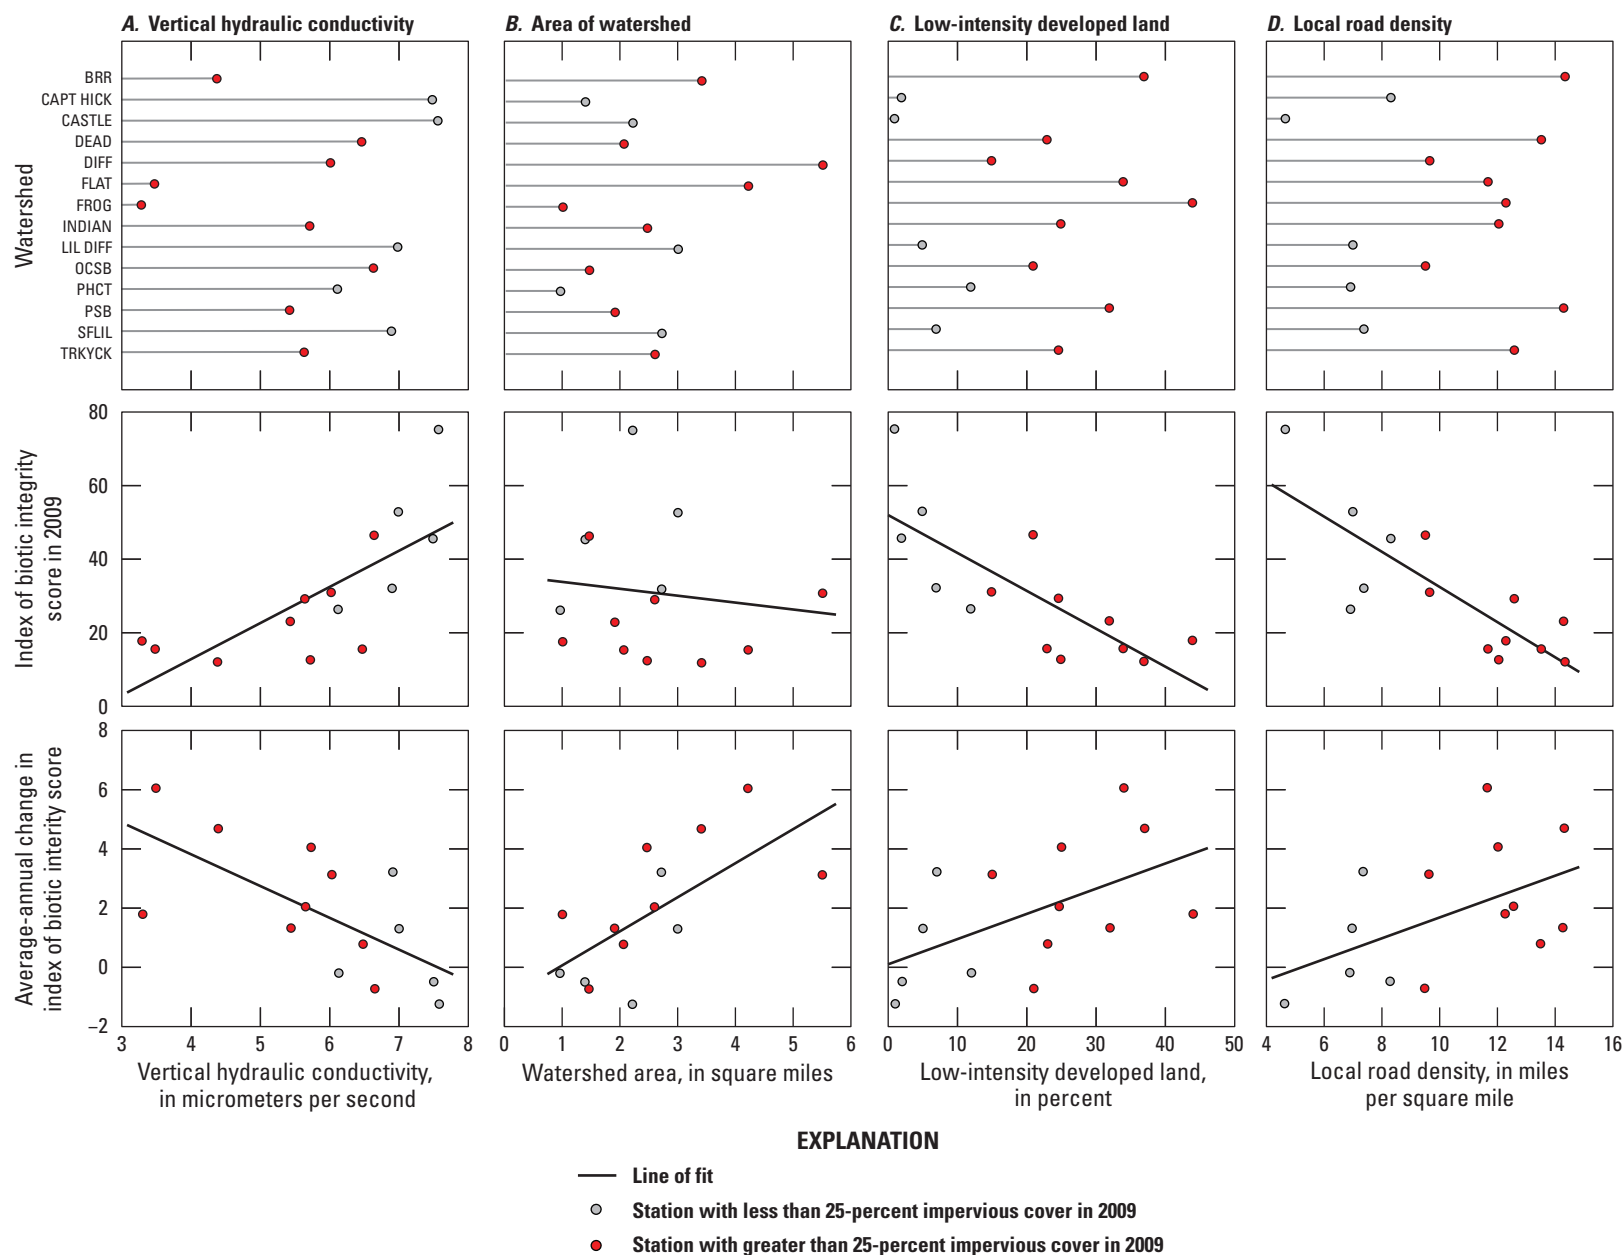 A. Vertical hydraulic conductivity
B. Area of watershed
C. Low-intensity developed land
D. Local road density
Watershed
BRR
CAPT HICK
CASTLE
DEAD
DIFF
FLAT
FROG
INDIAN
LIL DIFF
OCSB
PHCT
PSB
SFLIL
TRKYCK
Index of biotic integrity
score in 2009
80
60
40
20
0
Average-annual change in
index of biotic interity score
8
6
4
2
0
–2
3 4 5 6 7 8
0 1 2 3 4 5 6
0 10 20 30 40 50
4 6 8 10 12 14 16
Vertical hydraulic conductivity,
in micrometers per second
Watershed area, in square miles
Low-intensity developed land,
in percent
Local road density, in miles
per square mile
EXPLANATION
Line of fit
Station with less than 25-percent impervious cover in 2009
Station with greater than 25-percent impervious cover in 2009